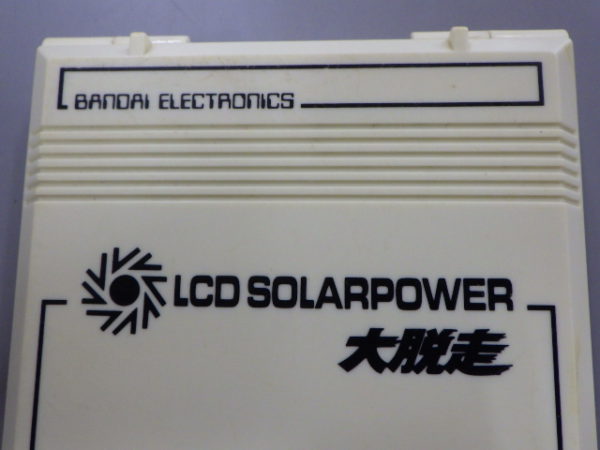 BANDAI ELECTRONICS
LCD SOLARPOWER
大脱走